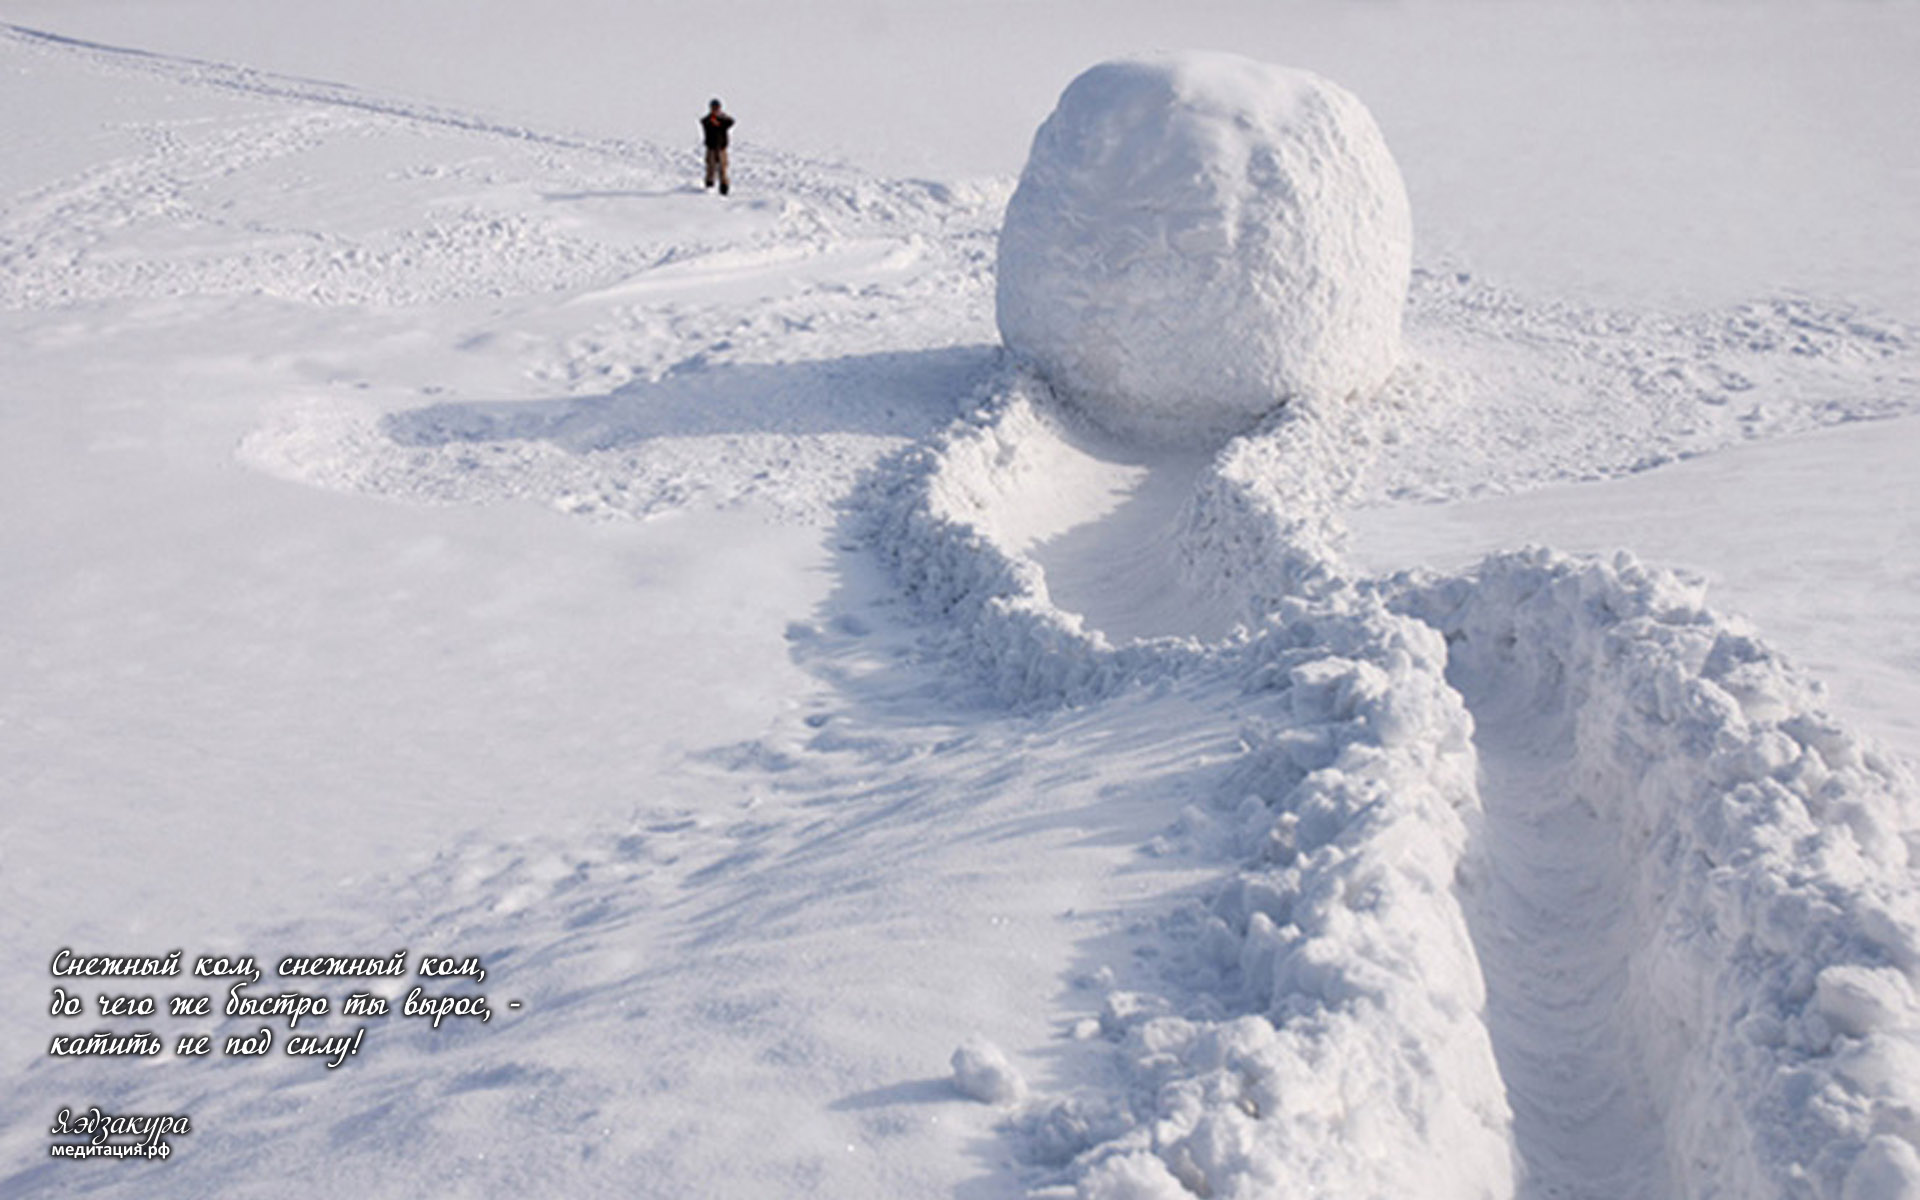 Снежный ком, снежный ком,
до чего же быстро ты вырос, -
катить не под силу!
Яэдзакура
медитация.рф